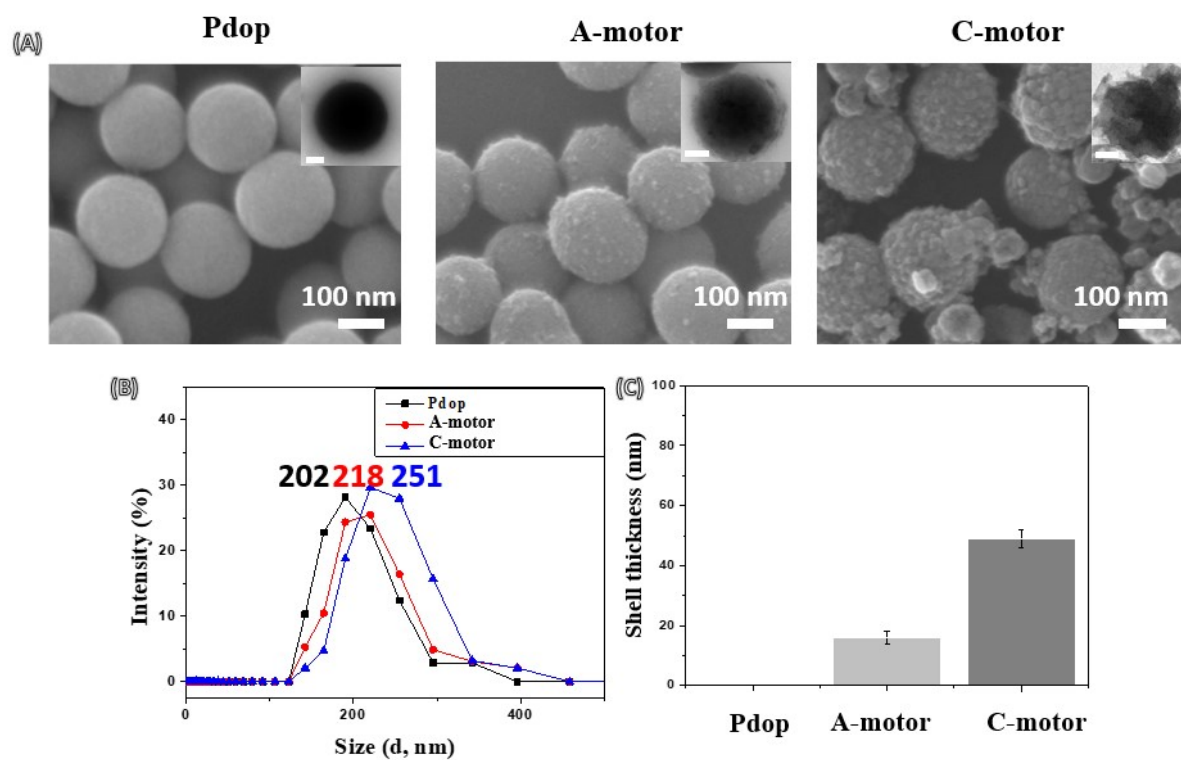 (A)
Pdop
A-motor
C-motor
100 nm
100 nm
100 nm
(B)
Intensity (%)
40
30
20
10
0
0
200
400
Size (d, nm)
Pdop
A-motor
C-motor
202
218
251
(C)
Shell thickness (nm)
100
80
60
40
20
0
Pdop
A-motor
C-motor